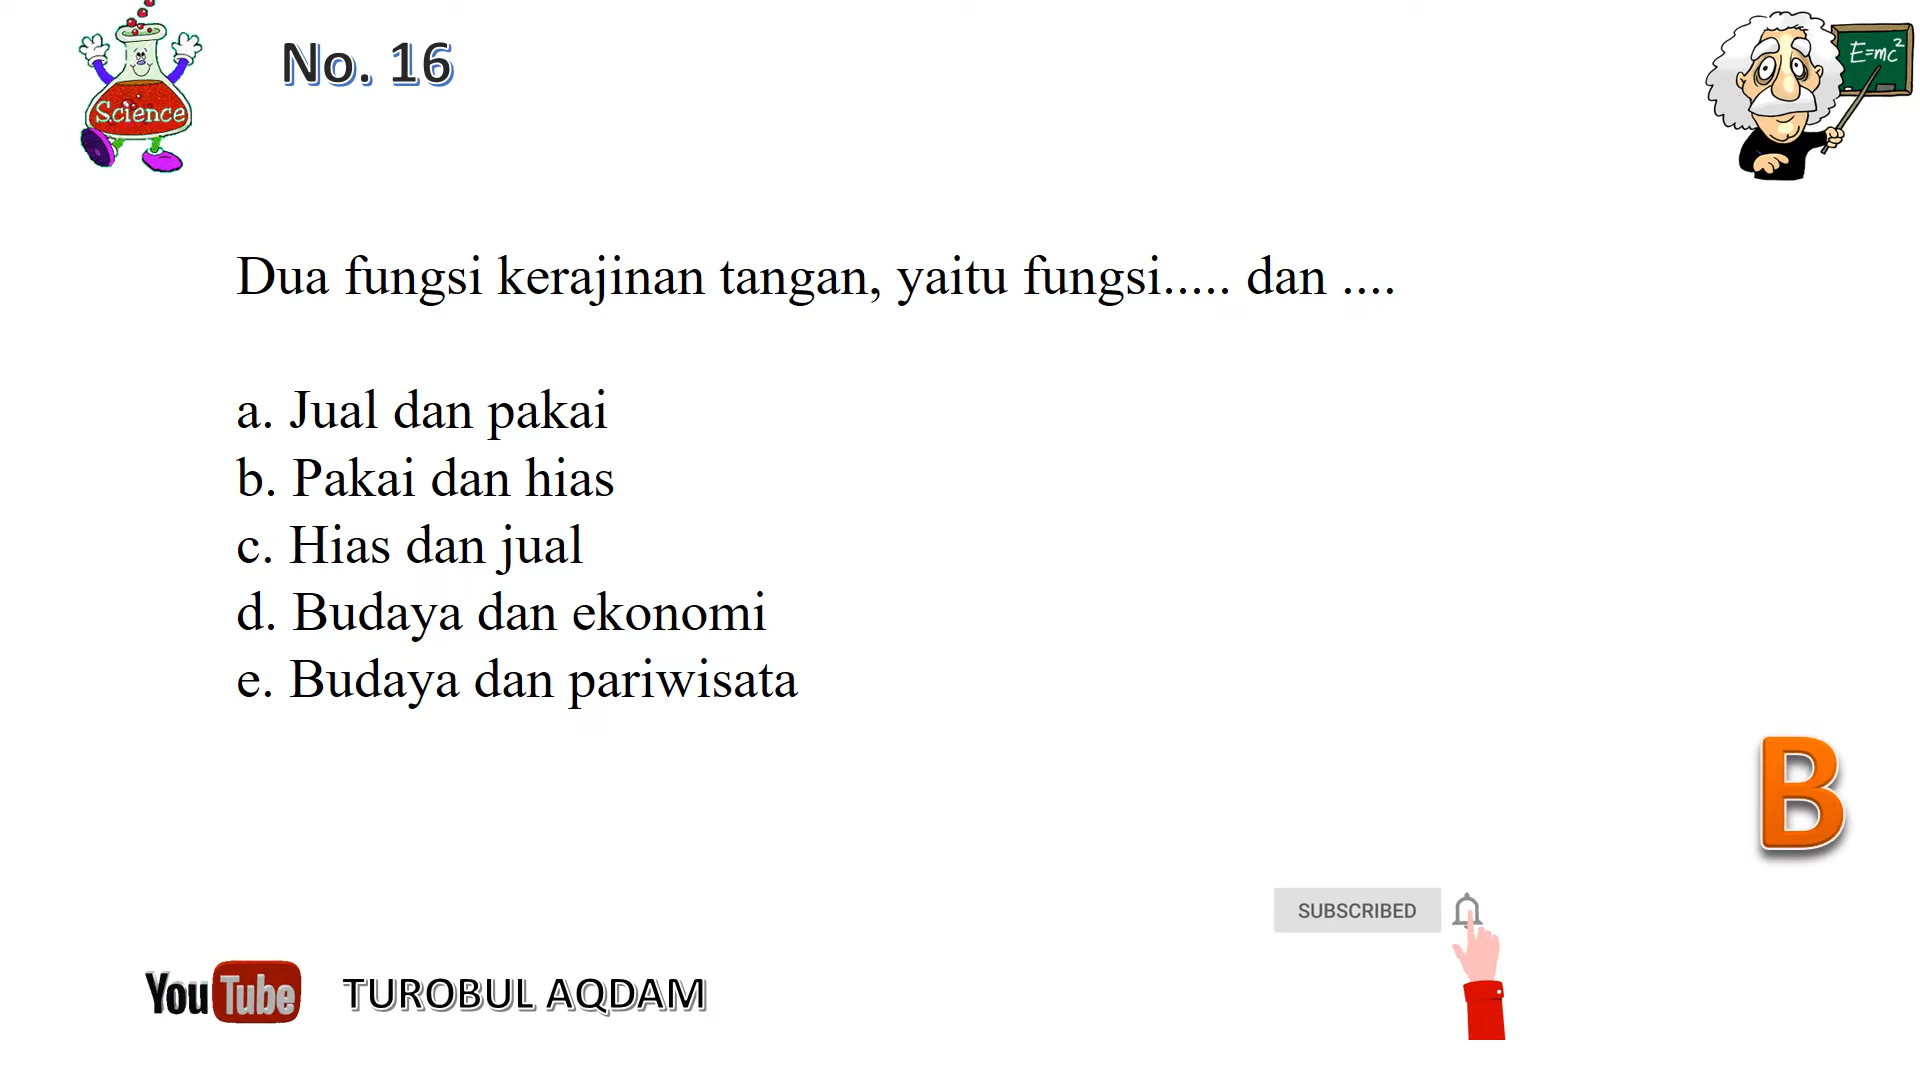 Science
No. 16
E=mc²
Dua fungsi kerajinan tangan, yaitu fungsi..... dan ....
a. Jual dan pakai
b. Pakai dan hias
c. Hias dan jual
d. Budaya dan ekonomi
e. Budaya dan pariwisata
B
SUBSCRIBED
YouTube TUROBUL AQDAM